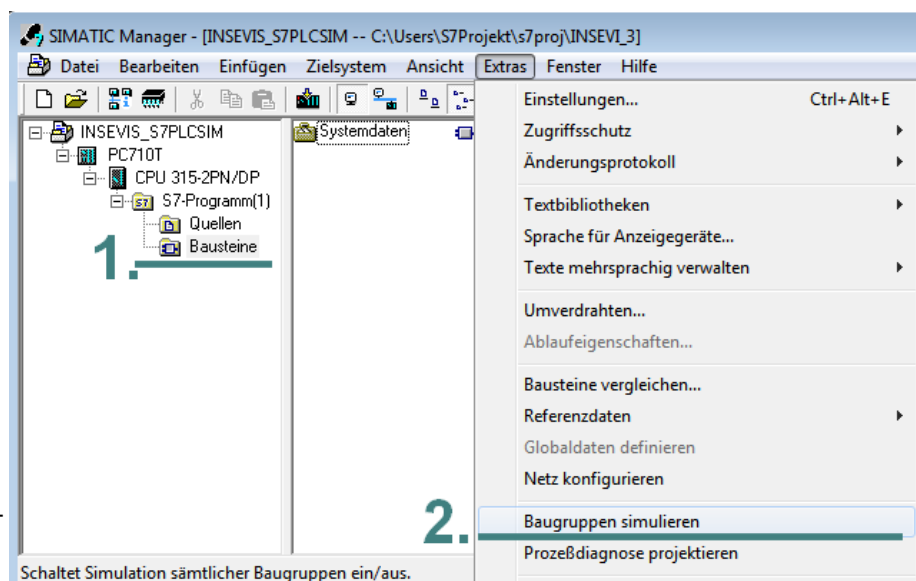 SIMATIC Manager - [INSEVIS_S7PLCSIM -- C:\Users\S7Projekt\s7proj\INSEVI_3]
Datei Bearbeiten Einfügen Zielsystem Ansicht Extras Fenster Hilfe
INSEVIS_S7PLCSIM
PC710T
CPU 315-2PN/DP
S7-Programm(1)
Quellen
Bausteine
1.
Systemdaten
Einstellungen... Ctrl+Alt+E
Zugriffsschutz
Änderungsprotokoll
Textbibliotheken
Sprache für Anzeigegeräte...
Texte mehrsprachig verwalten
Umverdrahten...
Ablaufeigenschaften...
Bausteine vergleichen...
Referenzdaten
Globaldaten definieren
Netz konfigurieren
2.
Baugruppen simulieren
Prozeßdiagnose projektieren
Schaltet Simulation sämtlicher Baugruppen ein/aus.